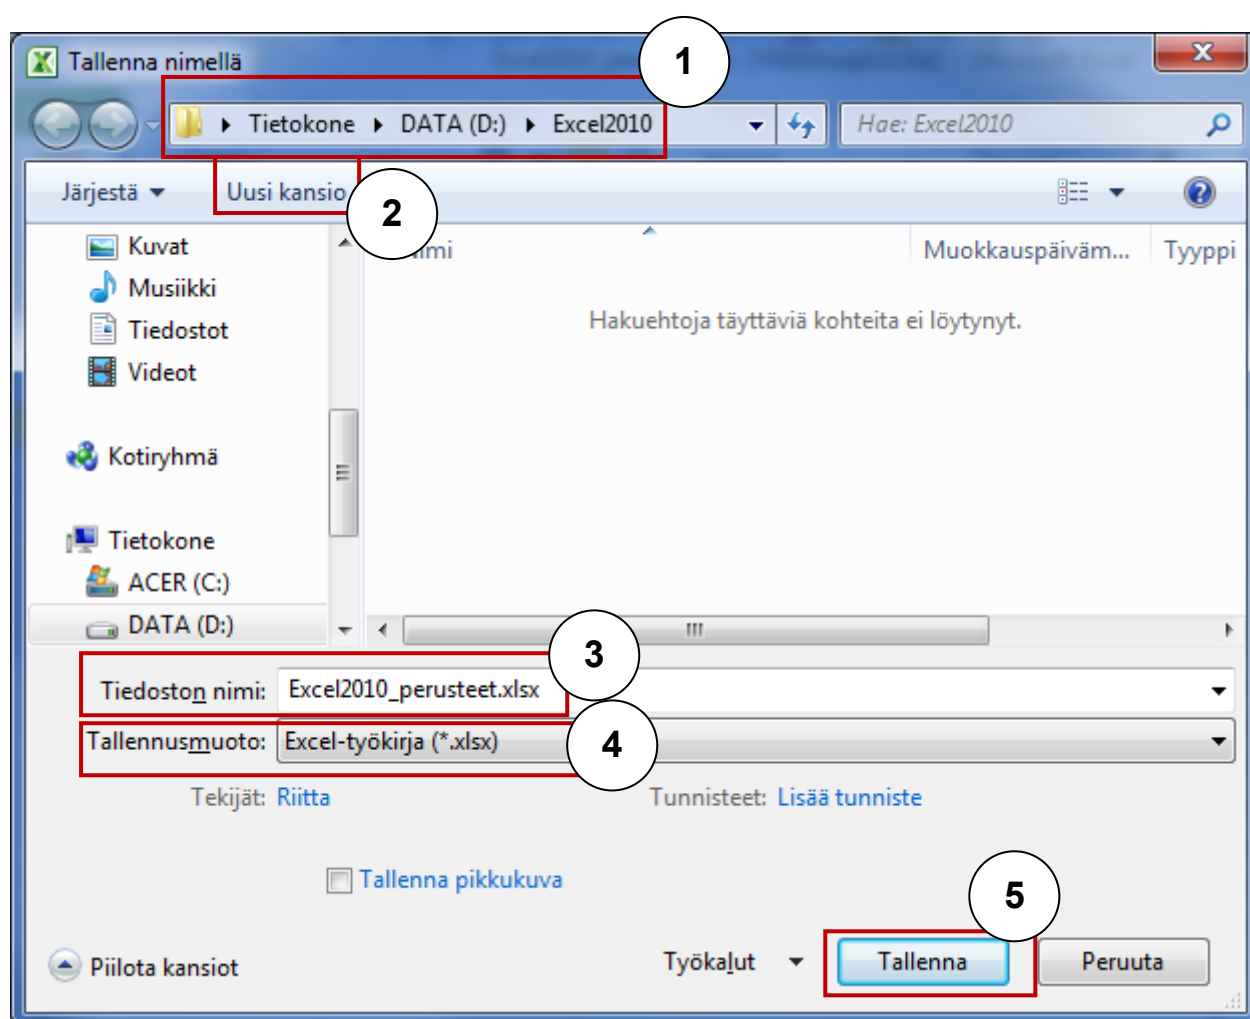 Tallenna nimellä
1
Tietokone DATA (D:) Excel2010
Hae: Excel2010
Järjestä Uusi kansio
2
Kuvat
Musiikki
Tiedostot
Videot
Kotiryhmä
Tietokone
ACER (C:)
DATA (D:)
Muokkauspäiväm... Tyyppi
Hakuehtoja täyttäviä kohteita ei löytynyt.
3
Tiedoston nimi: Excel2010_perusteet.xlsx
Tallennusmuoto: Excel-työkirja (*.xlsx)
4
Tekijät: Riitta Tunnisteet: Lisää tunniste
Tallenna pikkukuva
5
Piilota kansiot Työkalut Tallenna Peruuta